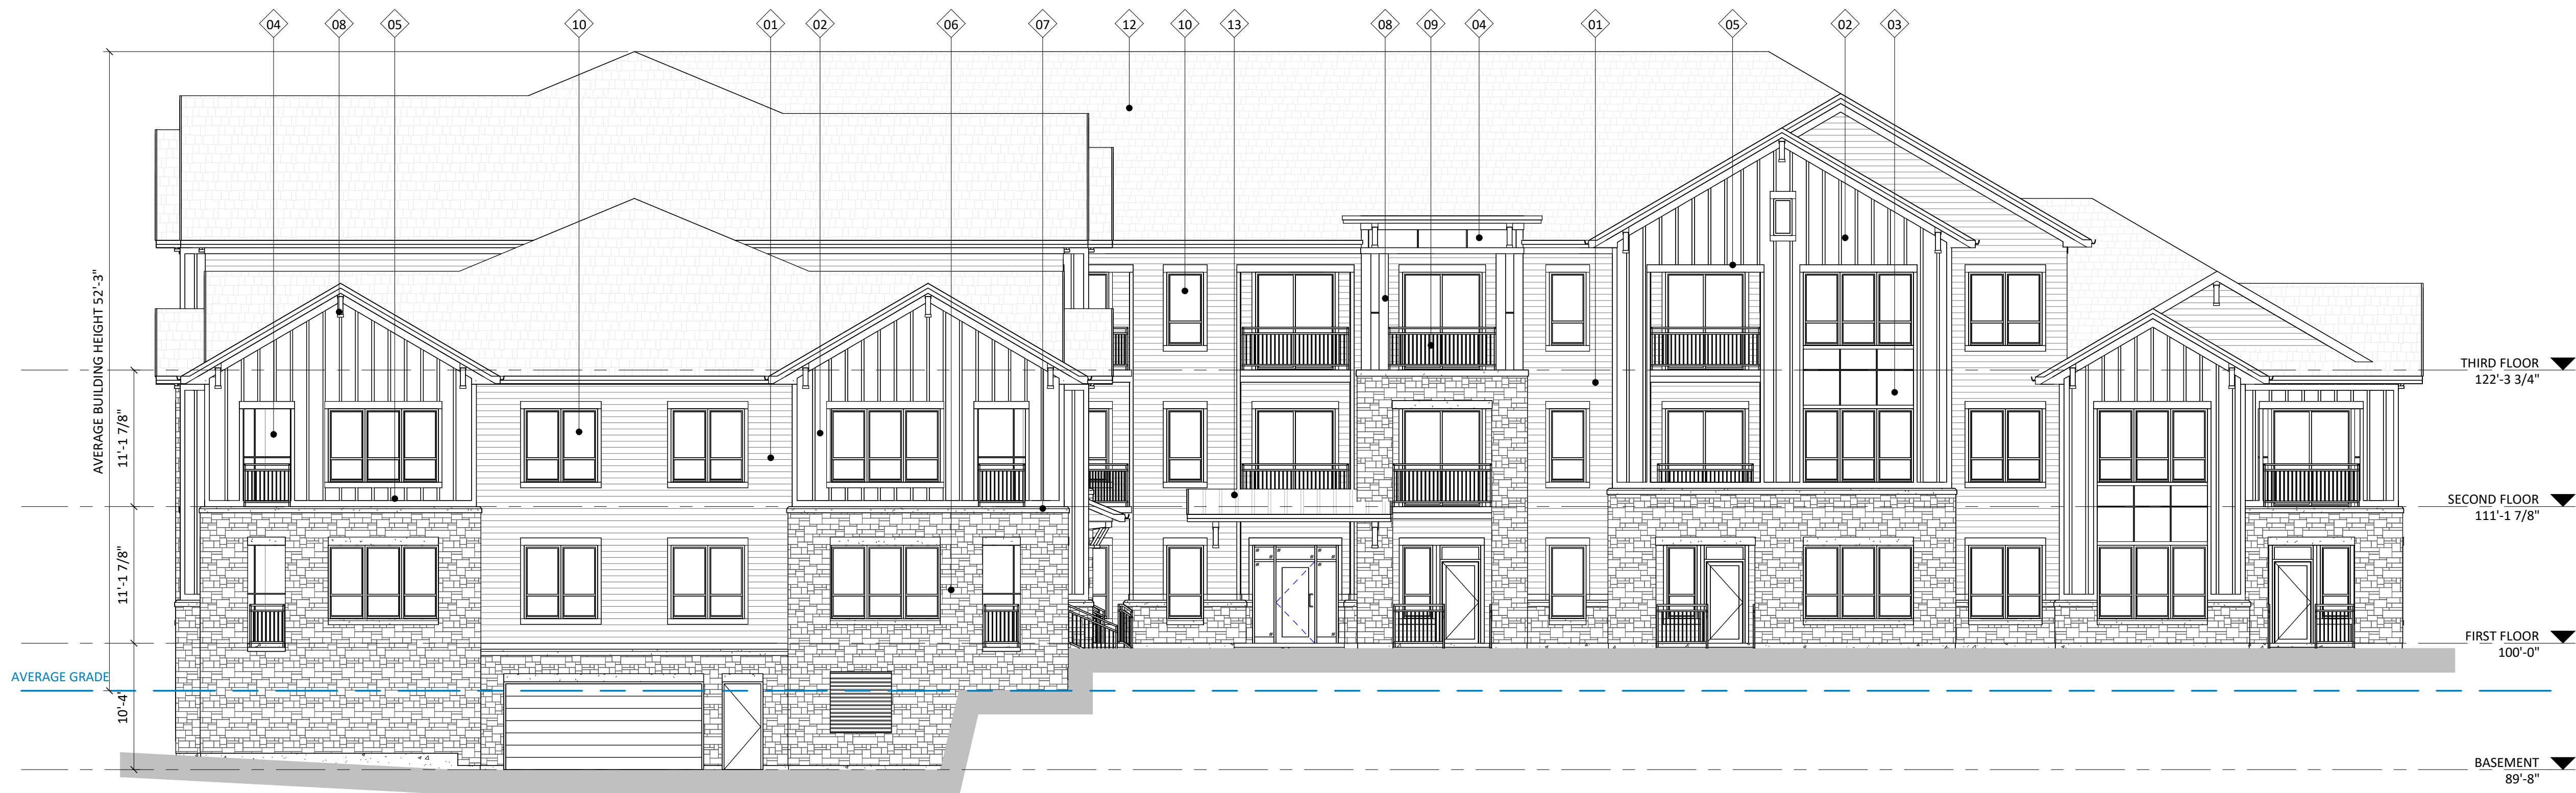 04 08 05 10 01 02 06 07 12 10 13 08 09 04 01 05 02 03
AVERAGE BUILDING HEIGHT 52'-3"
11'-1 7/8"
11'-1 7/8"
10'-4"
AVERAGE GRADE
THIRD FLOOR
122'-3 3/4"
SECOND FLOOR
111'-1 7/8"
FIRST FLOOR
100'-0"
BASEMENT
89'-8"